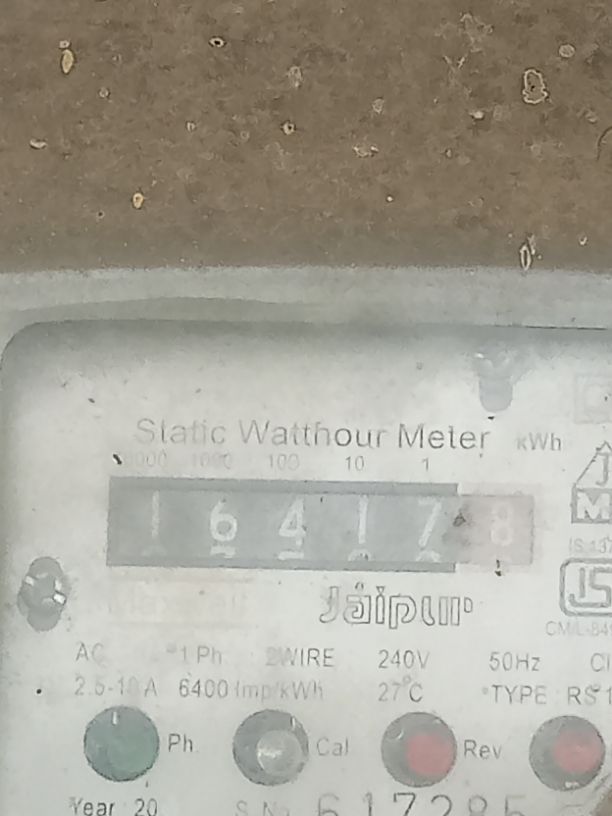 Static Watthour Meter kWh
1000 100 10 1
1 6 4 1 7 8
M
Jaipur
AC 1 Ph 2WIRE 240V 50Hz
2.5-10 A 6400 Imp/kWh 27°C TYPE RS1
Ph. Cal Rev
Year 20 S.No. 617285